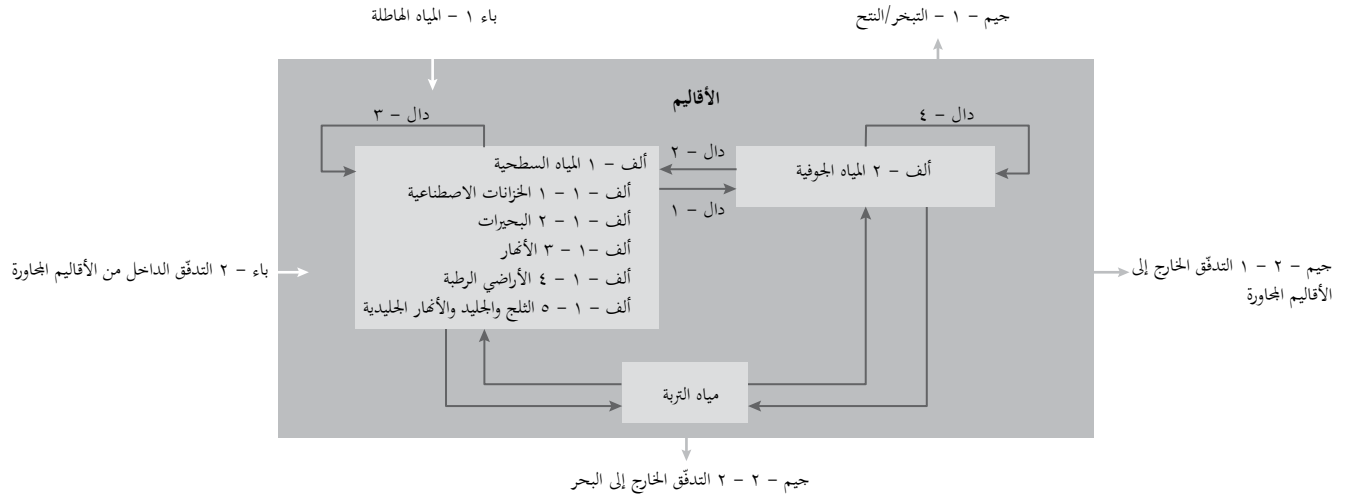 باء ١ – المياه الهاطلة
جيم – ١ – التبخر/النتح
الأقاليم
دال – ٣
دال – ٤
دال – ٢
دال – ١
ألف – ١ المياه السطحية
ألف – ١ – ١ الخزانات الاصطناعية
ألف – ١ – ٢ البحيرات
ألف –١ – ٣ الأنهار
ألف – ١ – ٤ الأراضي الرطبة
ألف – ١ – ٥ الثلج والجليد والأنهار الجليدية
ألف – ٢ المياه الجوفية
باء – ٢ التدفّق الداخل من الأقاليم المجاورة
جيم – ٢ – ١ التدفّق الخارج إلى
الأقاليم المجاورة
مياه التربة
جيم – ٢ – ٢ التدفّق الخارج إلى البحر